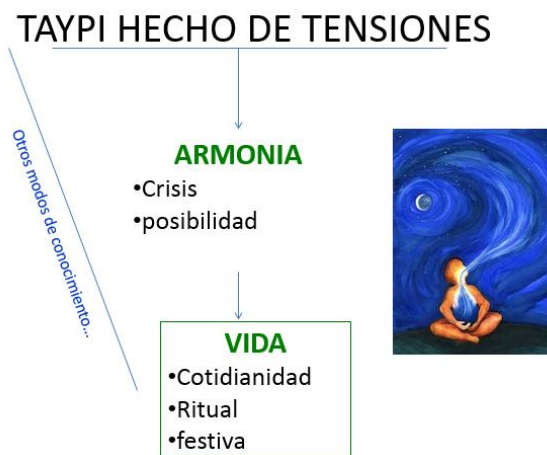 TAYPI HECHO DE TENSIONES
Otros modos de conocimiento...
ARMONIA
•Crisis
•posibilidad
VIDA
•Cotidianidad
•Ritual
•festiva